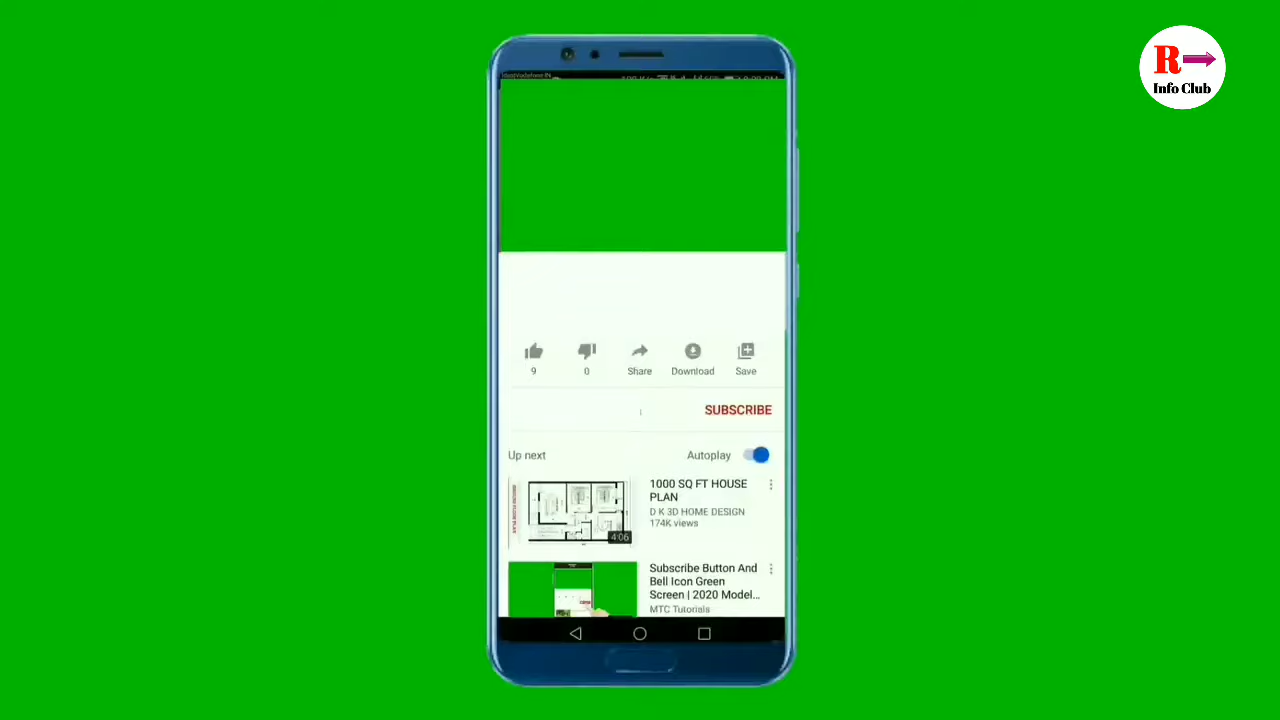 R
Info Club
9
0
Share
Download
Save
SUBSCRIBE
Up next
Autoplay
1000 SQ FT HOUSE
PLAN
D K 3D HOME DESIGN
174K views
4:06
Subscribe Button And
Bell Icon Green
Screen | 2020 Model...
MTC Tutorials